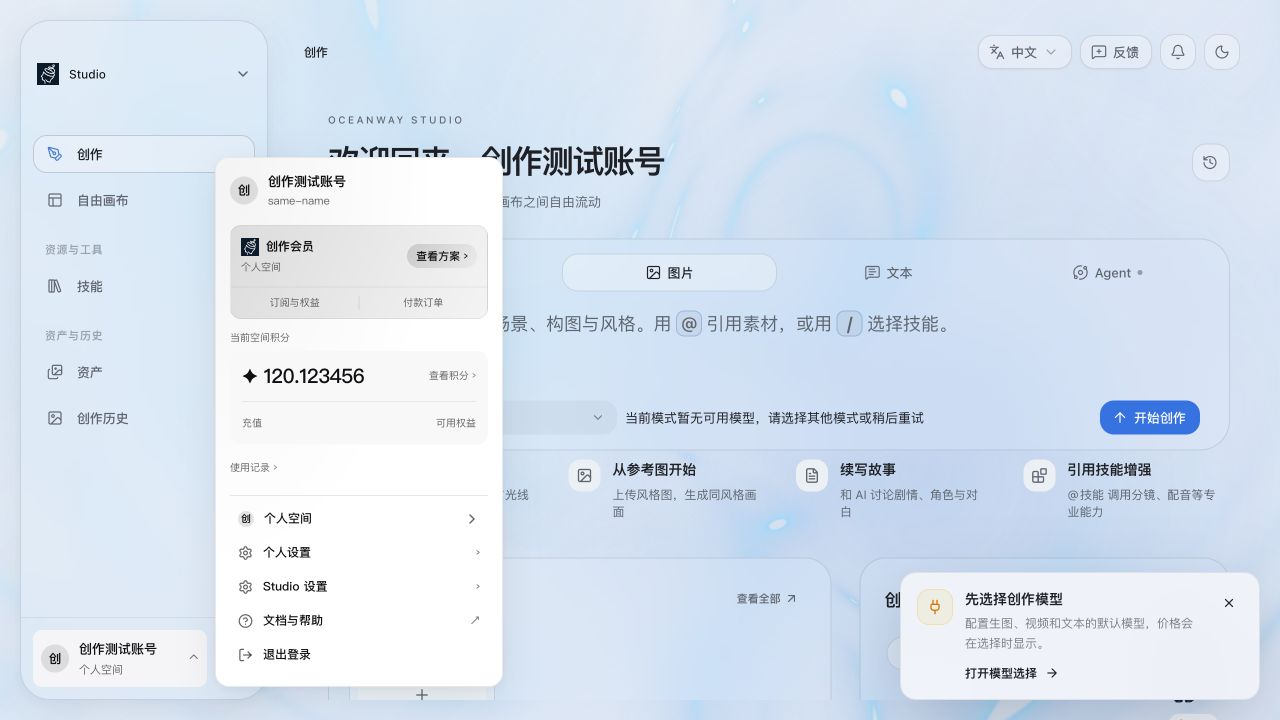 Studio
创作
自由画布
资源与工具
技能
资产与历史
资产
创作历史
创 创作测试账号
个人空间
创作
中文
反馈
OCEANWAY STUDIO
创作测试账号
画布之间自由流动
图片
文本
Agent
景、构图与风格。用 @ 引用素材，或用 / 选择技能。
当前模式暂无可用模型，请选择其他模式或稍后重试
开始创作
光线
从参考图开始
上传风格图，生成同风格画
面
续写故事
和 AI 讨论剧情、角色与对
白
引用技能增强
@技能 调用分镜、配音等专
业能力
查看全部
创
创 创作测试账号
same-name
创作会员
个人空间
查看方案 ›
订阅与权益
付款订单
当前空间积分
120.123456
查看积分 ›
充值
可用权益
使用记录 ›
创 个人空间
个人设置
Studio 设置
文档与帮助
退出登录
先选择创作模型
配置生图、视频和文本的默认模型，价格会
在选择时显示。
打开模型选择 →